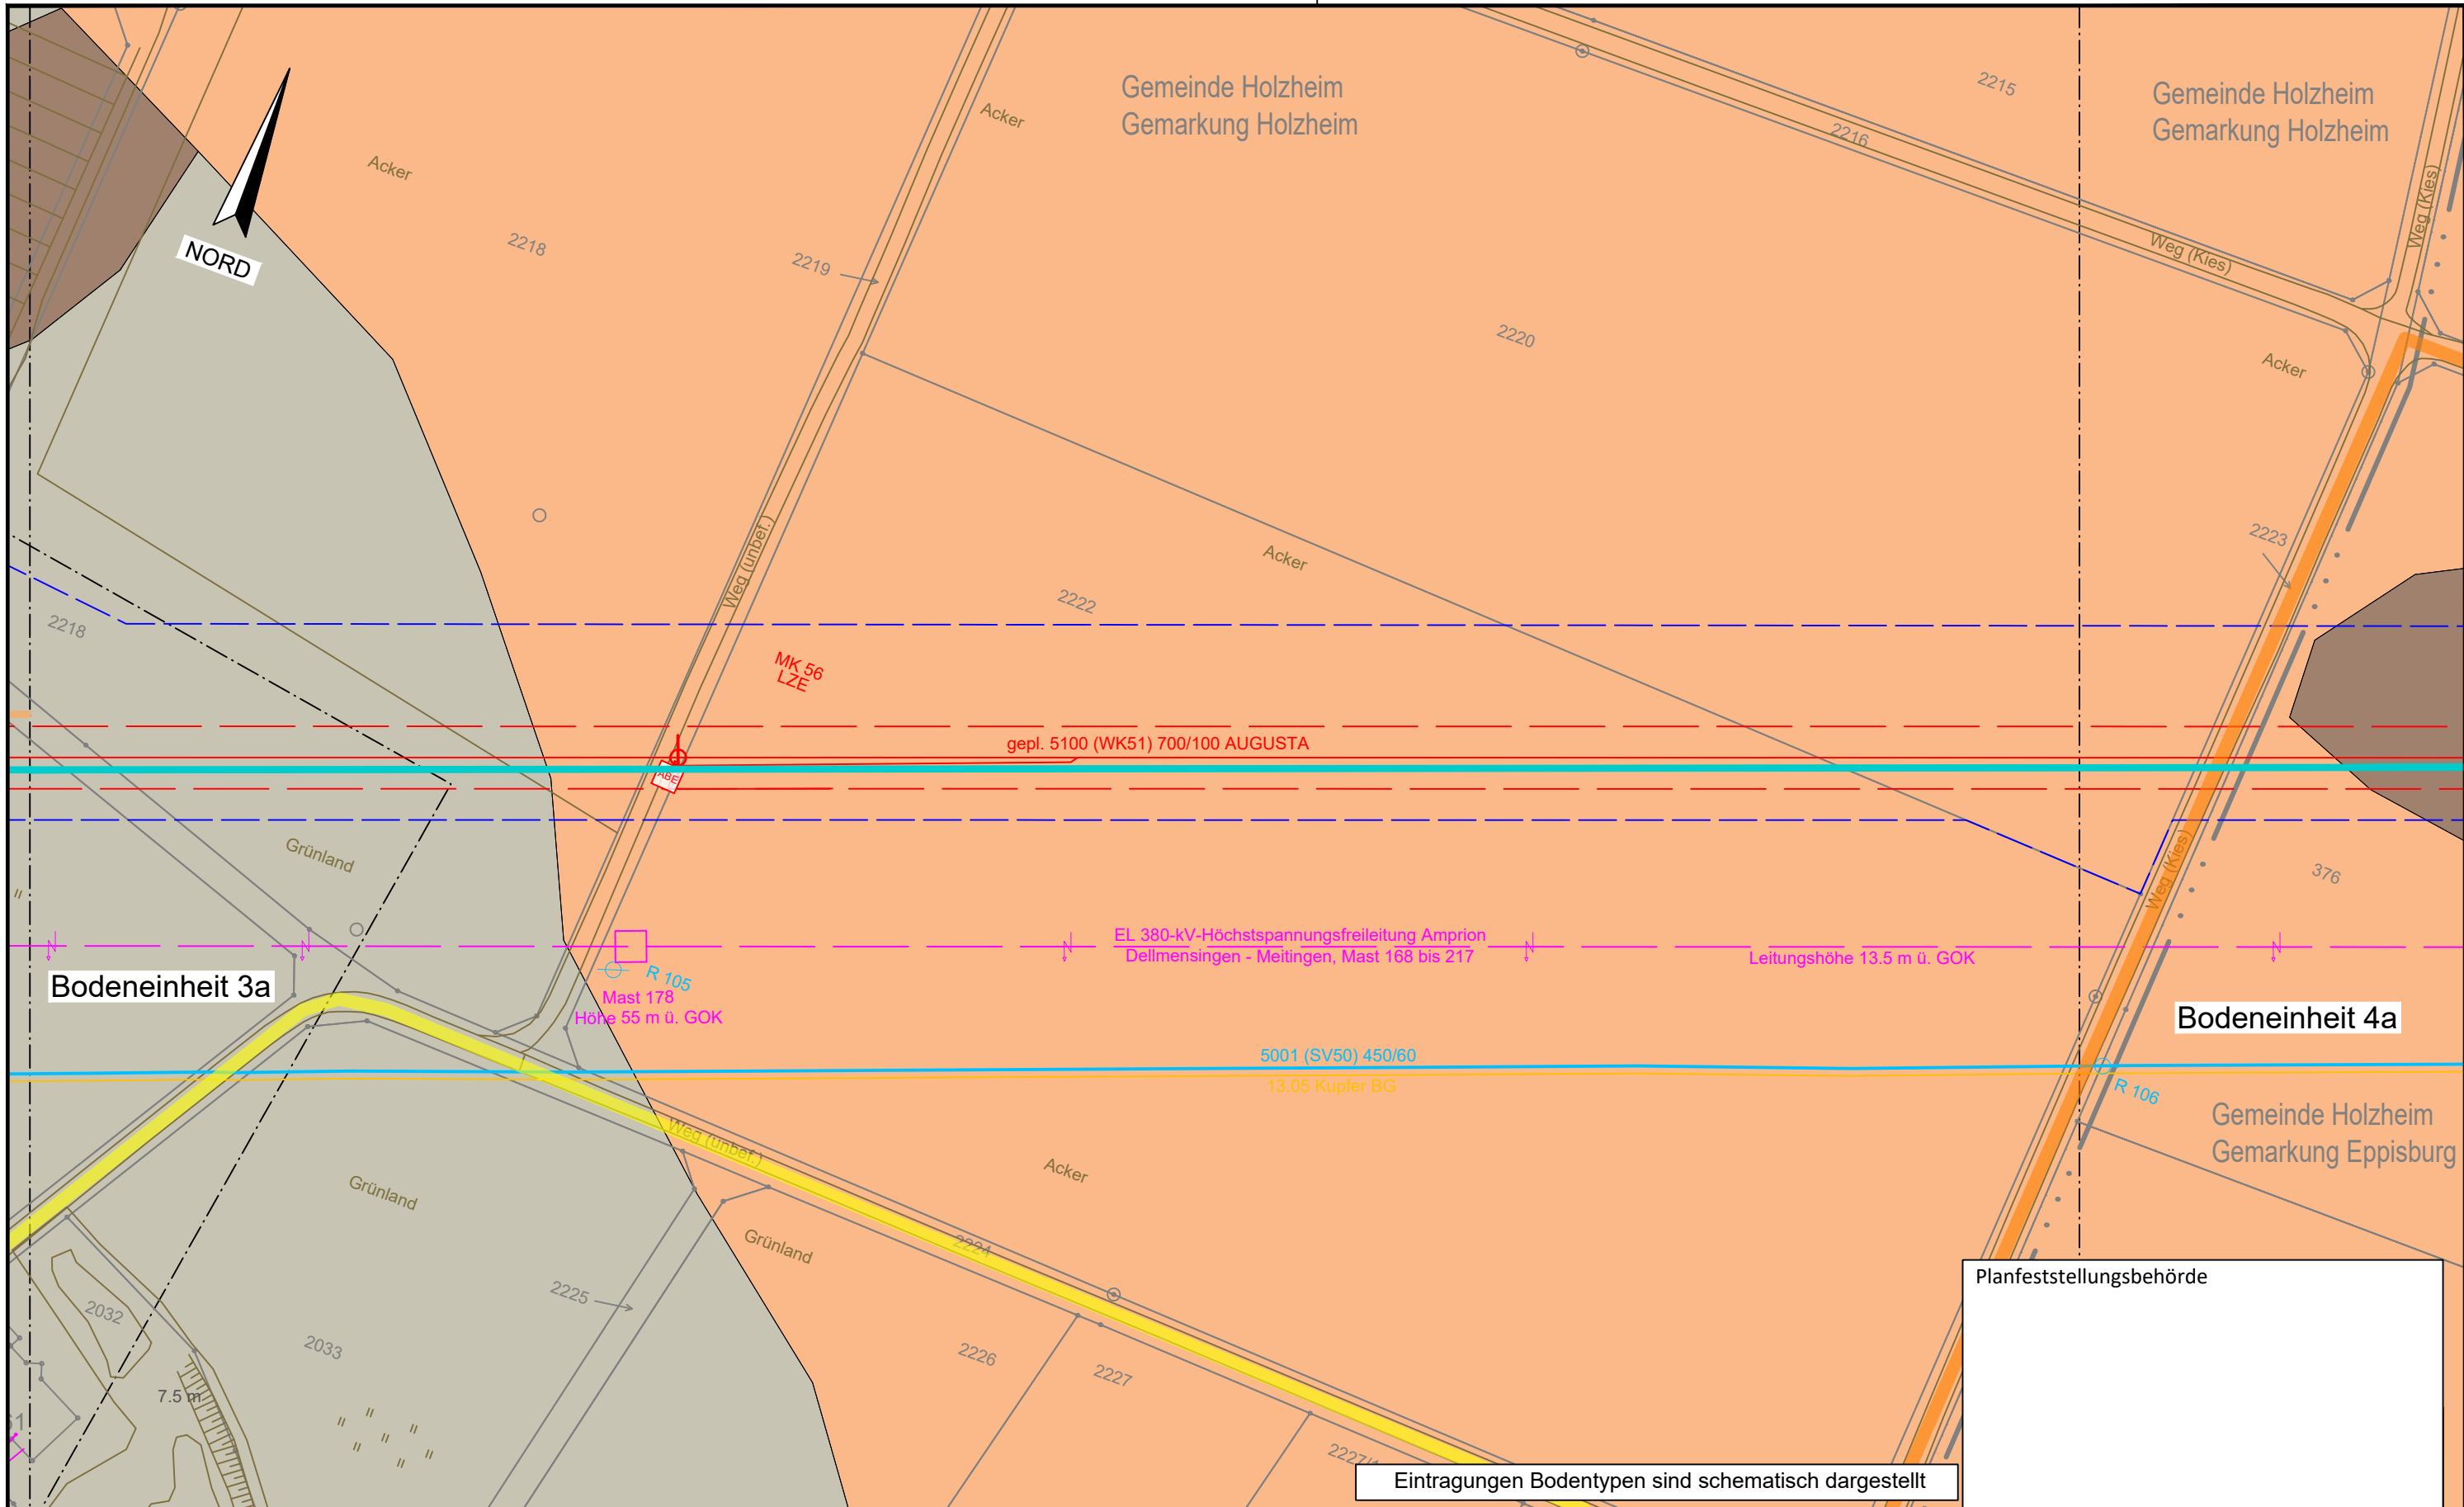 Gemeinde Holzheim
Gemarkung Holzheim
Gemeinde Holzheim
Gemarkung Holzheim
2215
2216
Acker
Acker
Weg (Kies)
Weg (Kies)
NORD
2218
2219
2220
Acker
2223
Weg (unbef.)
Acker
2222
2218
MK 56
LZE
gepl. 5100 (WK51) 700/100 AUGUSTA
ABE
Grünland
Weg (Kies)
376
EL 380-kV-Höchstspannungsfreileitung Amprion
Dellmensingen - Meitingen, Mast 168 bis 217
Leitungshöhe 13.5 m ü. GOK
Bodeneinheit 3a
R 105
Mast 178
Höhe 55 m ü. GOK
Bodeneinheit 4a
5001 (SV50) 450/60
13.05 Kupfer BG
R 106
Gemeinde Holzheim
Gemarkung Eppisburg
Weg (unbef.)
Acker
Grünland
Grünland
2224
2225
2032
2033
2226
2227
7.5 m
Planfeststellungsbehörde
Eintragungen Bodentypen sind schematisch dargestellt